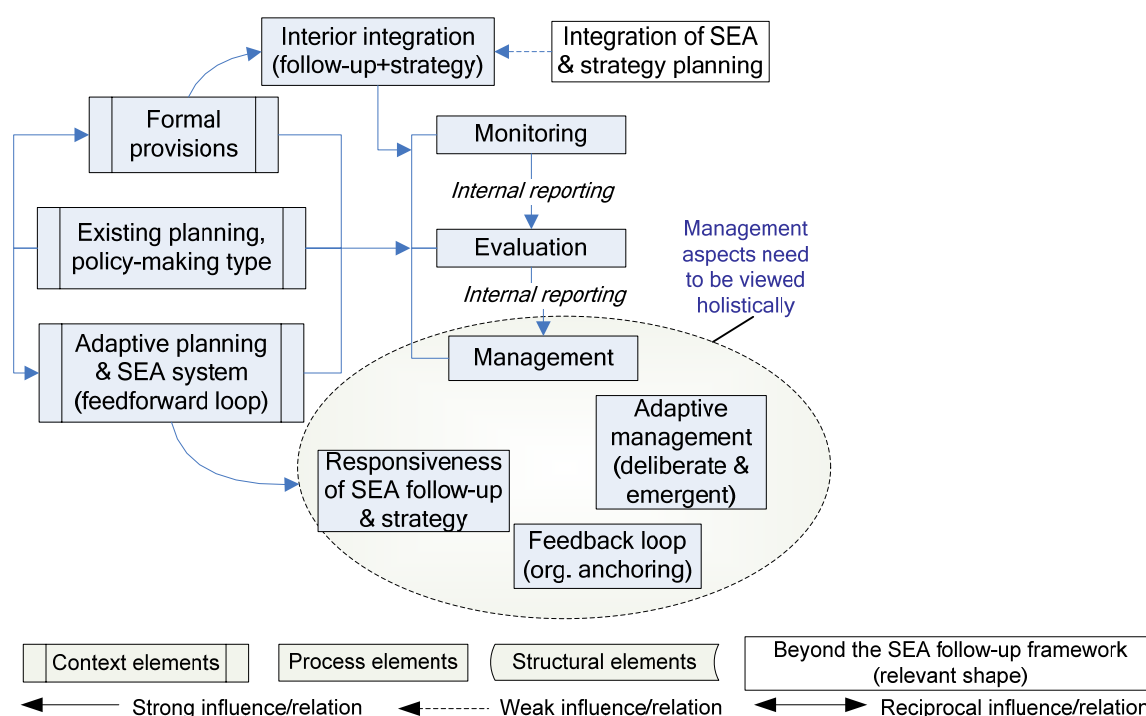 Interior integration
(follow-up+strategy)
Integration of SEA
& strategy planning
Formal
provisions
Monitoring
Internal reporting
Existing planning,
policy-making type
Evaluation
Internal reporting
Management
aspects need
to be viewed
holistically
Adaptive planning
& SEA system
(feedforward loop)
Management
Adaptive
management
(deliberate &
emergent)
Responsiveness
of SEA follow-up
& strategy
Feedback loop
(org. anchoring)
Context elements
Process elements
Structural elements
Beyond the SEA follow-up framework
(relevant shape)
Strong influence/relation
Weak influence/relation
Reciprocal influence/relation